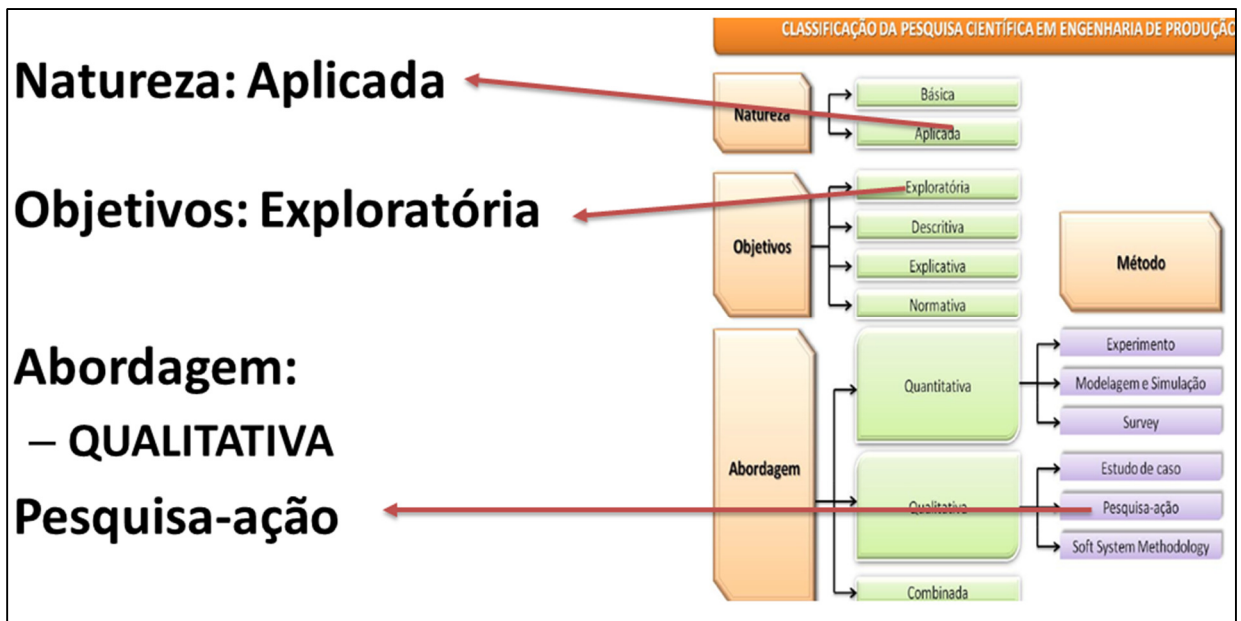 Natureza: Aplicada
Objetivos: Exploratória
Abordagem:
– QUALITATIVA
Pesquisa-ação
CLASSIFICAÇÃO DA PESQUISA CIENTÍFICA EM ENGENHARIA DE PRODUÇÃO
Natureza
Básica
Aplicada
Objetivos
Exploratória
Descritiva
Explicativa
Normativa
Método
Abordagem
Quantitativa
Experimento
Modelagem e Simulação
Survey
Qualitativa
Estudo de caso
Pesquisa-ação
Soft System Methodology
Combinada